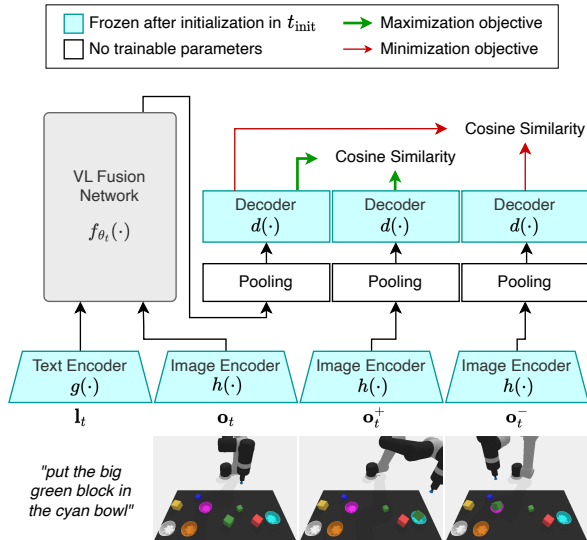 Frozen after initialization in t_init
No trainable parameters
Maximization objective
Minimization objective
Cosine Similarity
Cosine Similarity
VL Fusion
Network
f_θ_t(·)
Decoder
d(·)
Decoder
d(·)
Decoder
d(·)
Pooling
Pooling
Pooling
Text Encoder
g(·)
Image Encoder
h(·)
Image Encoder
h(·)
Image Encoder
h(·)
l_t
o_t
o_t^+
o_t^-
"put the big
green block in
the cyan bowl"